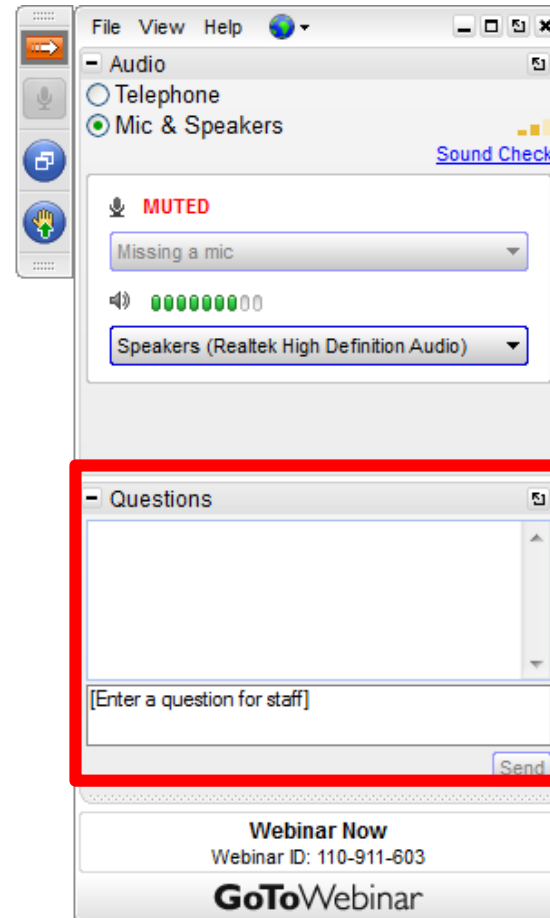 File View Help
Audio
Telephone
Mic & Speakers
Sound Check
MUTED
Missing a mic
Speakers (Realtek High Definition Audio)
Questions
[Enter a question for staff]
Send
Webinar Now
Webinar ID: 110-911-603
GoToWebinar